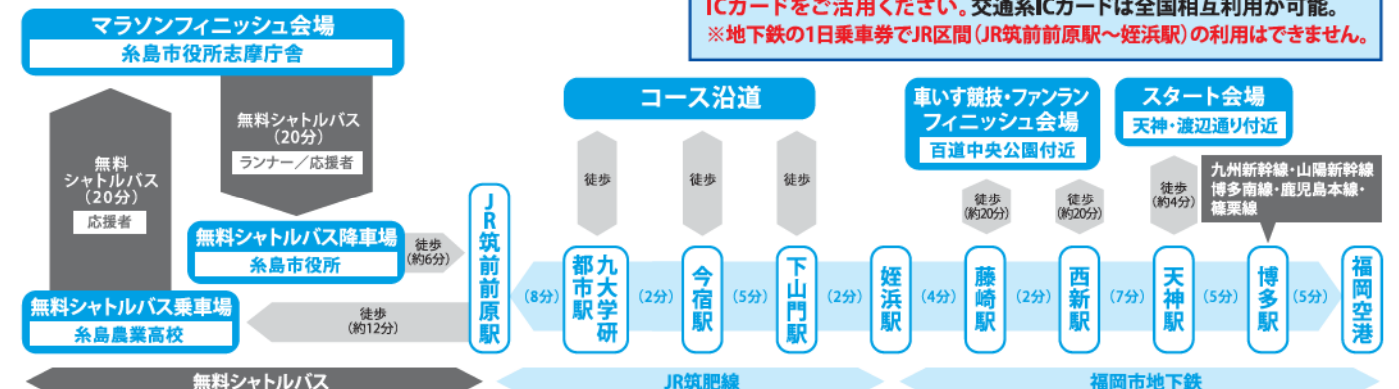 ICカードをご活用ください。交通系ICカードは全国相互利用が可能。
※地下鉄の1日乗車券でJR区間(JR筑前前原駅〜姪浜駅)の利用はできません。
マラソンフィニッシュ会場
糸島市役所志摩庁舎
無料
シャトルバス
(20分)
応援者
無料シャトルバス
(20分)
ランナー/応援者
無料シャトルバス降車場
糸島市役所
徒歩
(約6分)
無料シャトルバス乗車場
糸島農業高校
徒歩
(約12分)
コース沿道
徒歩
徒歩
徒歩
車いす競技・ファンラン
フィニッシュ会場
百道中央公園付近
徒歩
(約20分)
徒歩
(約20分)
スタート会場
天神・渡辺通り付近
徒歩
(約4分)
九州新幹線・山陽新幹線
博多南線・鹿児島本線・
篠栗線
JR筑前前原駅
(8分)
九大学研
都市駅
(2分)
今宿駅
(5分)
下山門駅
(2分)
姪浜駅
(4分)
藤崎駅
(2分)
西新駅
(7分)
天神駅
(5分)
博多駅
(5分)
福岡空港
無料シャトルバス
JR筑肥線
福岡市地下鉄